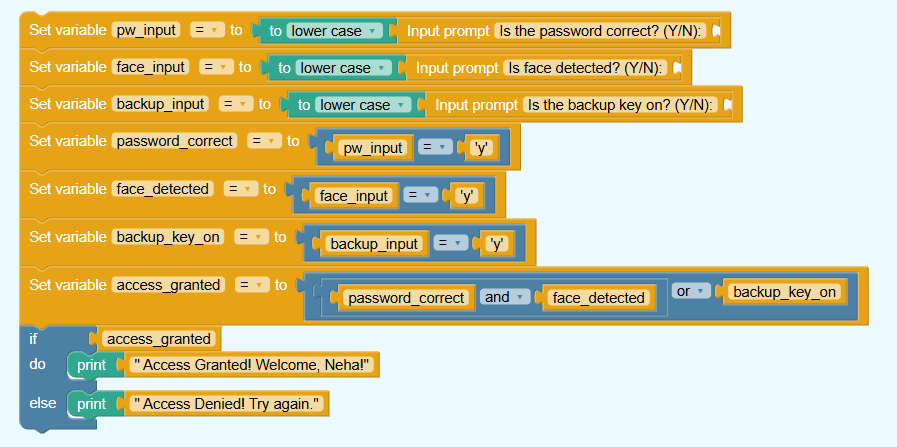 Set variable pw_input = to to lower case Input prompt Is the password correct? (Y/N):
Set variable face_input = to to lower case Input prompt Is face detected? (Y/N):
Set variable backup_input = to to lower case Input prompt Is the backup key on? (Y/N):
Set variable password_correct = to pw_input = 'y'
Set variable face_detected = to face_input = 'y'
Set variable backup_key_on = to backup_input = 'y'
Set variable access_granted = to password_correct and face_detected or backup_key_on
if access_granted
do print " Access Granted! Welcome, Neha!"
else print " Access Denied! Try again."